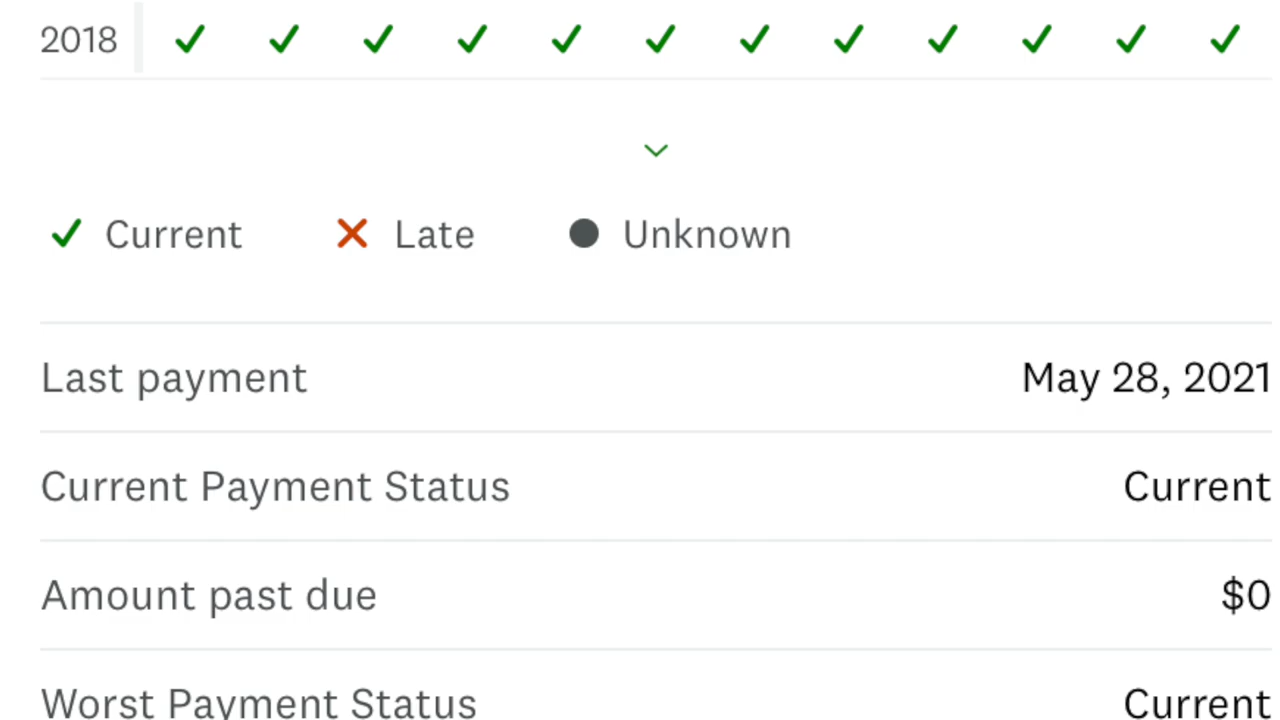 2018
Current Late Unknown
Last payment May 28, 2021
Current Payment Status Current
Amount past due $0
Worst Payment Status Current